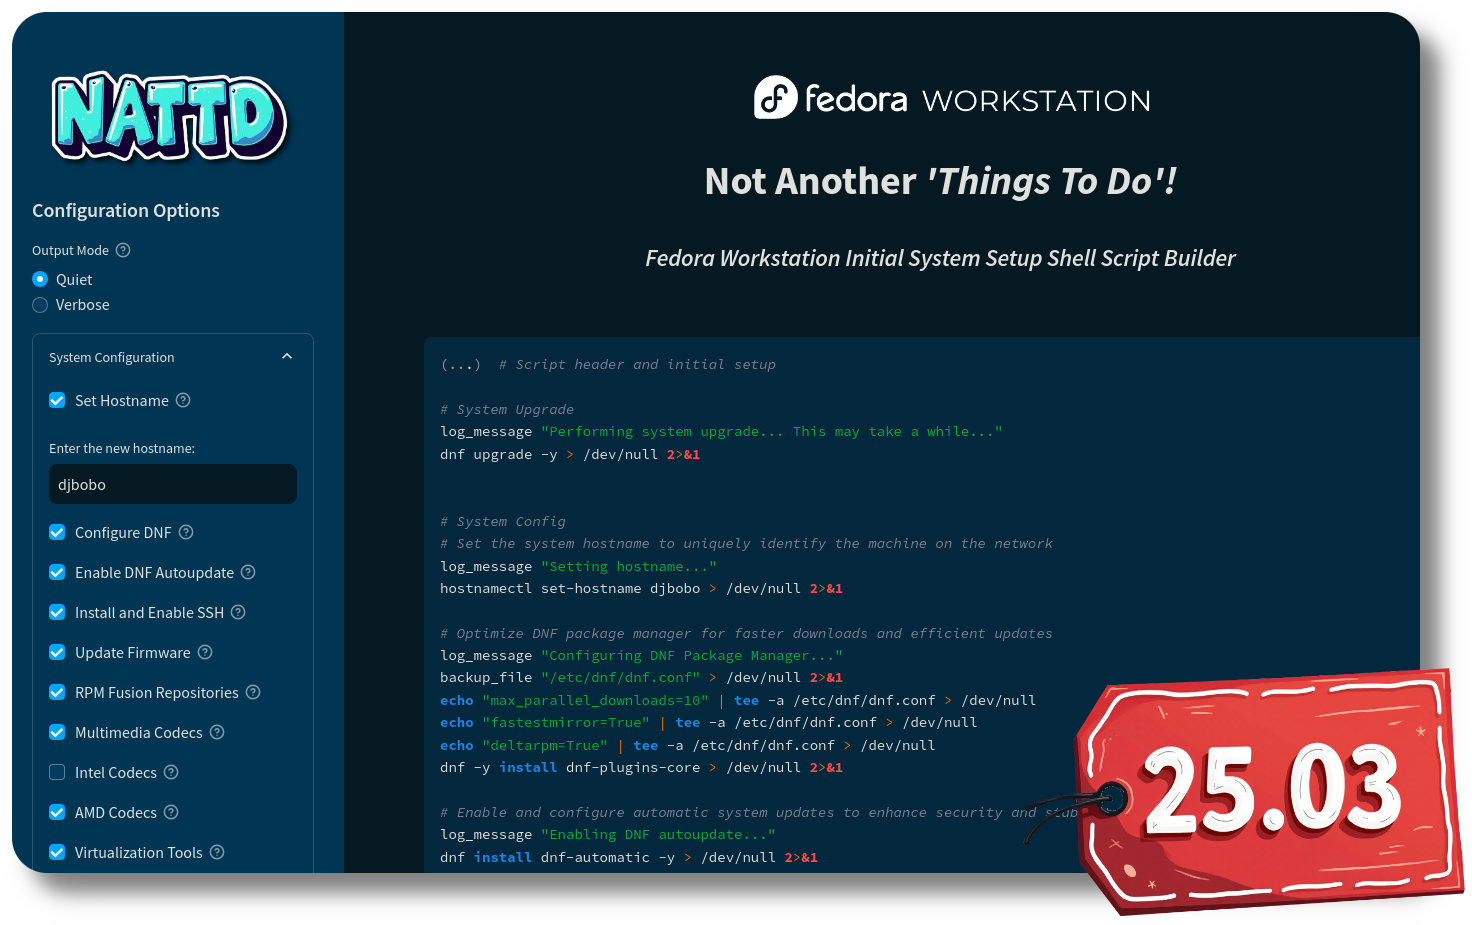 NATTD
Configuration Options
Output Mode
Quiet
Verbose
System Configuration
Set Hostname
Enter the new hostname:
djbobo
Configure DNF
Enable DNF Autoupdate
Install and Enable SSH
Update Firmware
RPM Fusion Repositories
Multimedia Codecs
Intel Codecs
AMD Codecs
Virtualization Tools
fedora WORKSTATION
Not Another 'Things To Do'!
Fedora Workstation Initial System Setup Shell Script Builder
(...)  # Script header and initial setup
# System Upgrade
log_message "Performing system upgrade... This may take a while..."
dnf upgrade -y > /dev/null 2>&1
# System Config
# Set the system hostname to uniquely identify the machine on the network
log_message "Setting hostname..."
hostnamectl set-hostname djbobo > /dev/null 2>&1
# Optimize DNF package manager for faster downloads and efficient updates
log_message "Configuring DNF Package Manager..."
backup_file "/etc/dnf/dnf.conf" > /dev/null 2>&1
echo "max_parallel_downloads=10" | tee -a /etc/dnf/dnf.conf > /dev/null
echo "fastestmirror=True" | tee -a /etc/dnf/dnf.conf > /dev/null
echo "deltarpm=True" | tee -a /etc/dnf/dnf.conf > /dev/null
dnf -y install dnf-plugins-core > /dev/null 2>&1
# Enable and configure automatic system updates to enhance security and
log_message "Enabling DNF autoupdate..."
dnf install dnf-automatic -y > /dev/null 2>&1
25.03